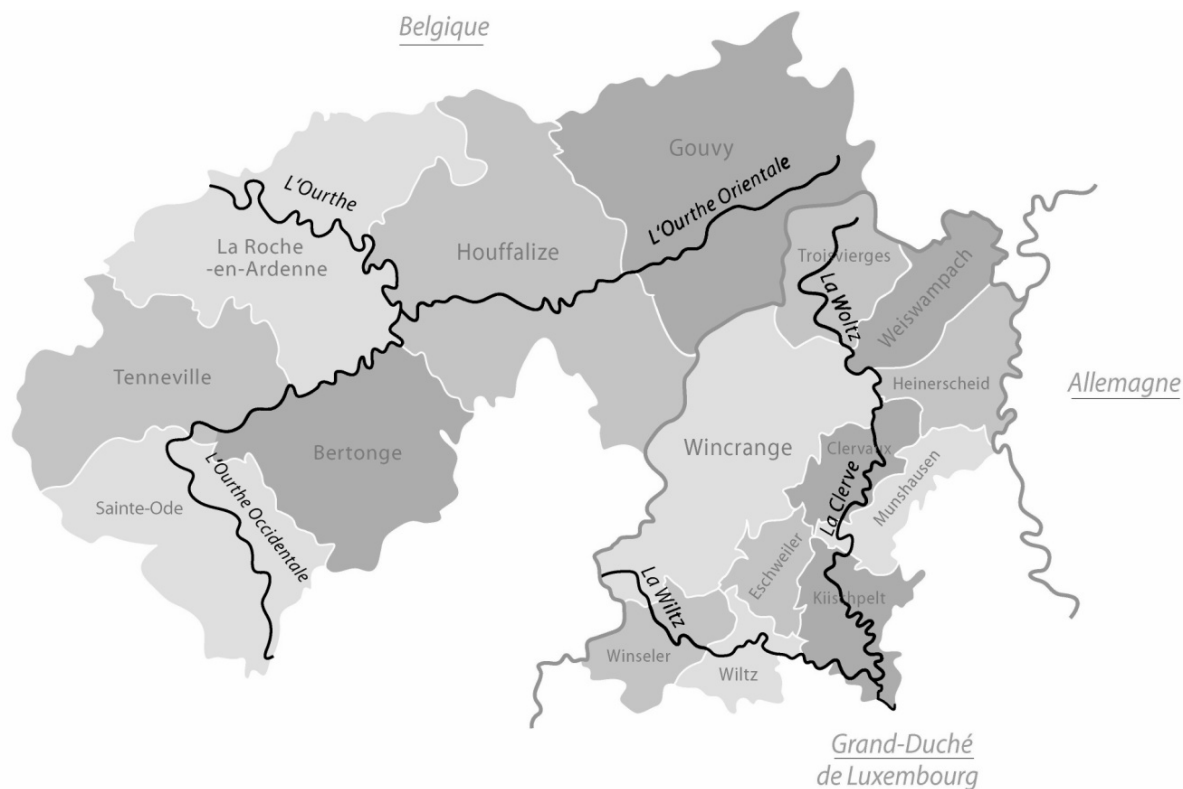 Belgique
Gouvy
L'Ourthe
L'Ourthe Orientale
La Roche
-en-Ardenne
Houffalize
Troisvierges
La Woltz
Weiswampach
Tenneville
Heinerscheid
Allemagne
Bertonge
Wincrange
Clervaux
L'Ourthe Occidentale
Sainte-Ode
La Clerve
Munshausen
Eschweiler
La Wiltz
Kiischpelt
Winseler
Wiltz
Grand-Duché
de Luxembourg